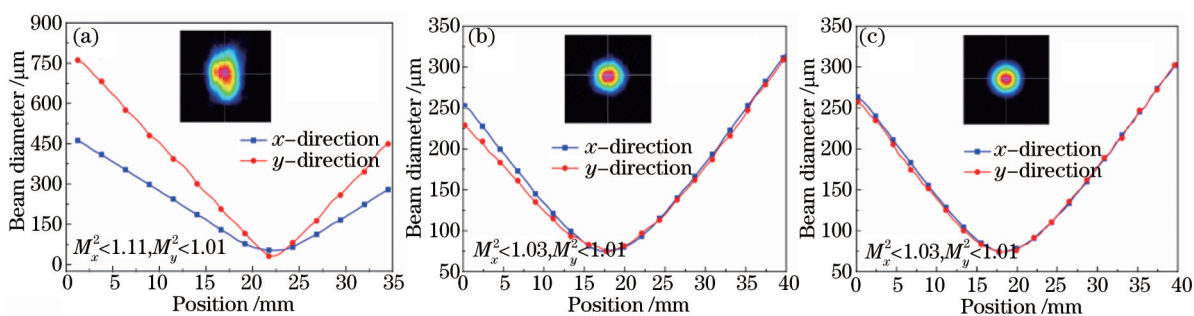 (a)
900
750
600
450
300
150
0
Beam diameter /μm
x-direction
y-direction
M²ₓ<1.11,M²ᵧ<1.01
0 5 10 15 20 25 30 35
Position /mm
(b)
350
300
250
200
150
100
50
Beam diameter /μm
x-direction
y-direction
M²ₓ<1.03,M²ᵧ<1.01
0 5 10 15 20 25 30 35 40
Position /mm
(c)
350
300
250
200
150
100
50
Beam diameter /μm
x-direction
y-direction
M²ₓ<1.03,M²ᵧ<1.01
0 5 10 15 20 25 30 35 40
Position /mm